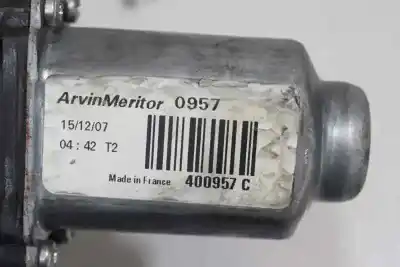 ArvinMeritor 0957
15/12/07
04 : 42 T2
Made in France 400957 C